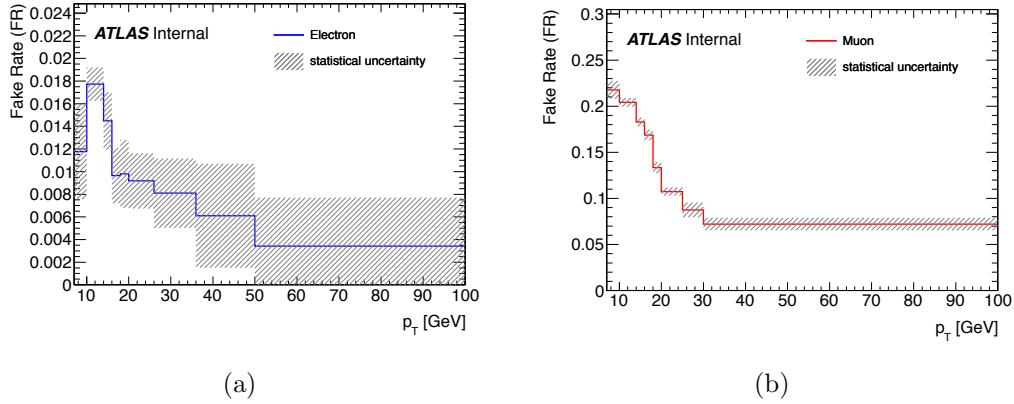 Fake Rate (FR)
0.024
0.022
0.02
0.018
0.016
0.014
0.012
0.01
0.008
0.006
0.004
0.002
0
ATLAS Internal
Electron
statistical uncertainty
10 20 30 40 50 60 70 80 90 100
p_T [GeV]
(a)
Fake Rate (FR)
0.3
0.25
0.2
0.15
0.1
0.05
0
ATLAS Internal
Muon
statistical uncertainty
10 20 30 40 50 60 70 80 90 100
p_T [GeV]
(b)